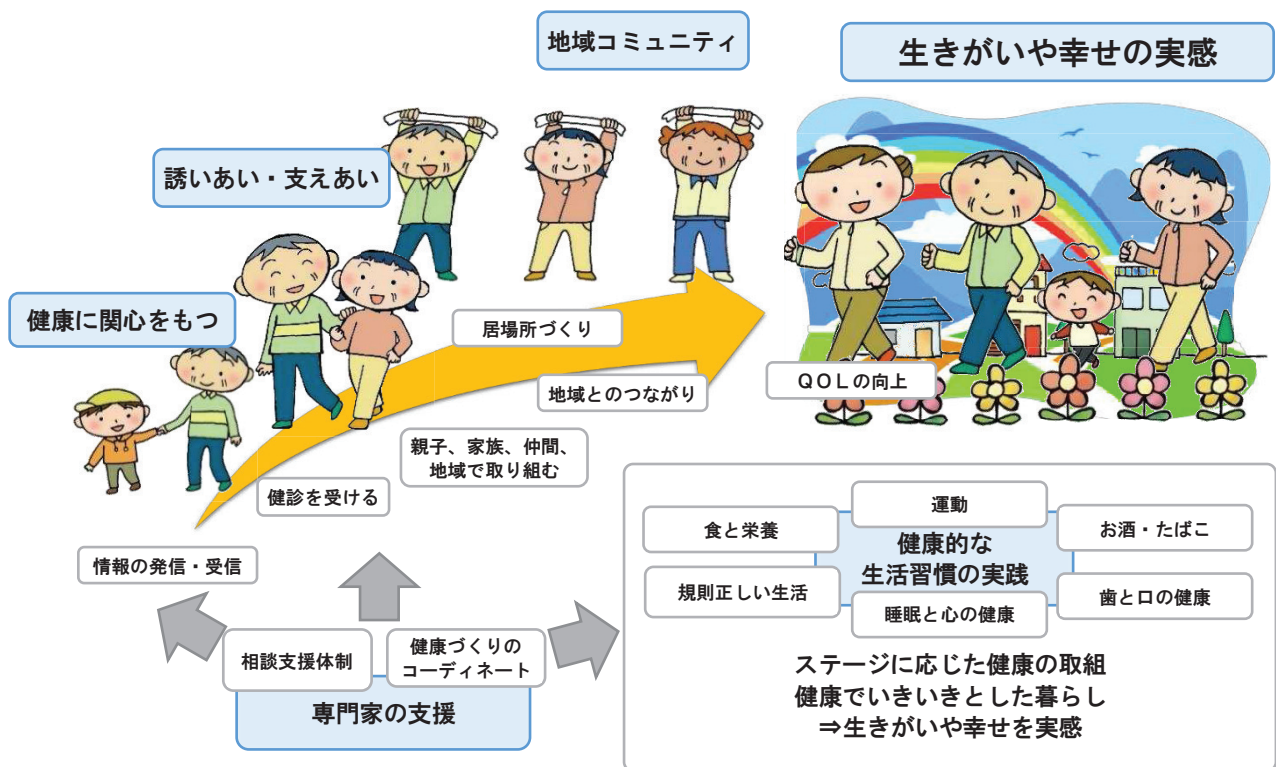 地域コミュニティ
生きがいや幸せの実感
誘いあい・支えあい
健康に関心をもつ
居場所づくり
地域とのつながり
QOLの向上
親子、家族、仲間、
地域で取り組む
健診を受ける
情報の発信・受信
相談支援体制
健康づくりの
コーディネート
専門家の支援
運動
食と栄養
お酒・たばこ
健康的な
生活習慣の実践
規則正しい生活
歯と口の健康
睡眠と心の健康
ステージに応じた健康の取組
健康でいきいきとした暮らし
⇒生きがいや幸せを実感